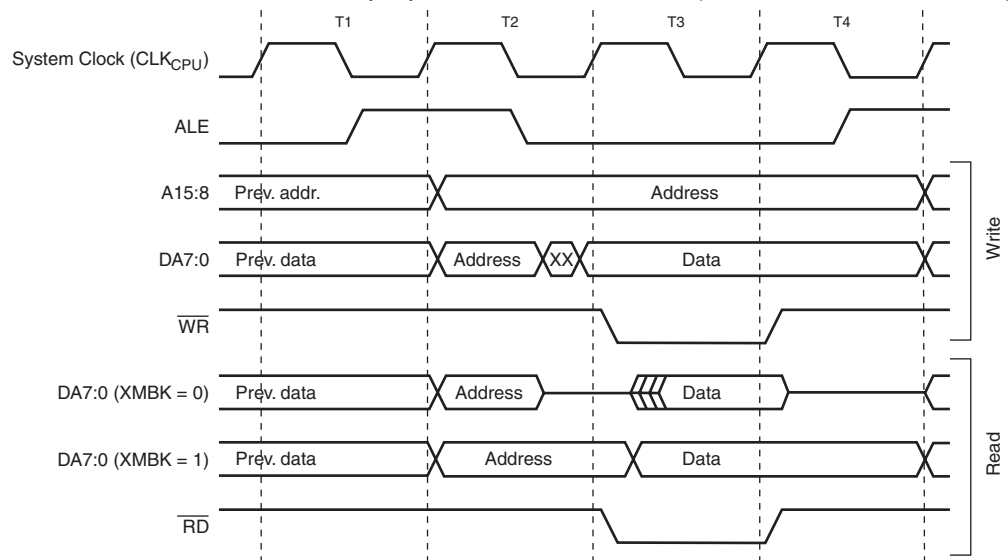 T1 T2 T3 T4
System Clock (CLKCPU)
ALE
A15:8 Prev. addr. Address
DA7:0 Prev. data Address XX Data
WR
Write
DA7:0 (XMBK = 0) Prev. data Address Data
DA7:0 (XMBK = 1) Prev. data Address Data
RD
Read